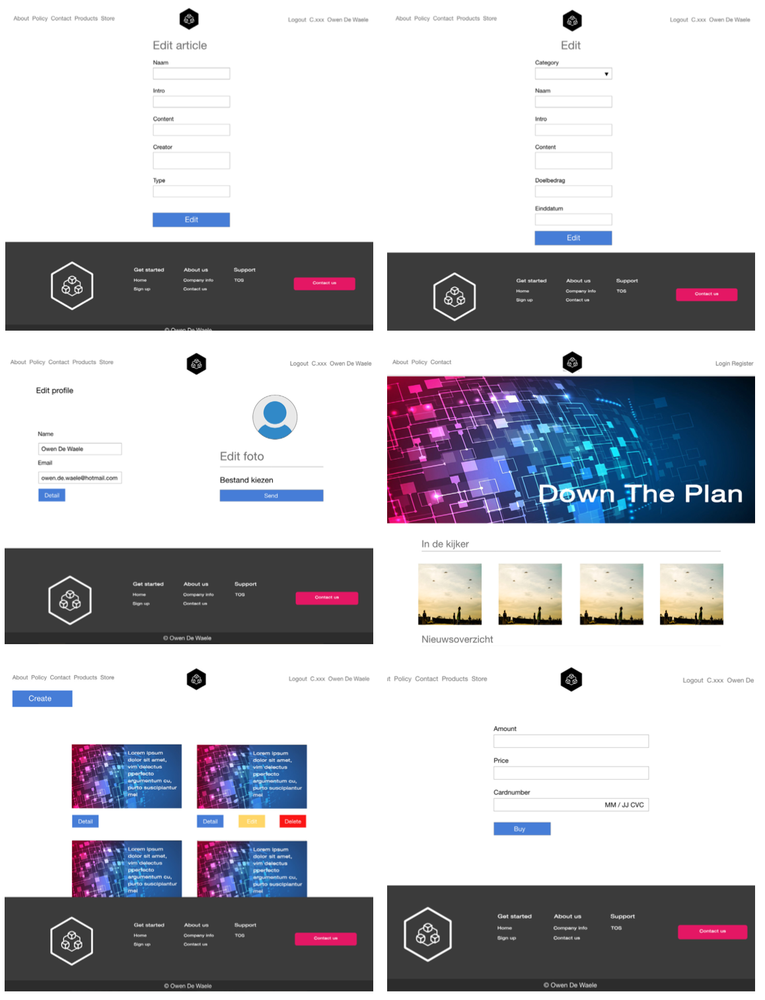 About Policy Contact Products Store
Logout C.xxx Owen De Waele
Edit article
Naam
Intro
Content
Creator
Type
Edit
Get started About us Support
Home Company info TOS
Sign up Contact us
Contact us
© Owen De Waele
About Policy Contact Products Store
Logout C.xxx Owen De Waele
Edit
Category
Naam
Intro
Content
Doelbedrag
Einddatum
Edit
Get started About us Support
Home Company info TOS
Sign up Contact us
Contact us
About Policy Contact Products Store
Logout C.xxx Owen De Waele
Edit profile
Name
Owen De Waele
Email
owen.de.waele@hotmail.com
Detail
Edit foto
Bestand kiezen
Send
Get started About us Support
Home Company info TOS
Sign up Contact us
Contact us
© Owen De Waele
About Policy Contact
Login Register
Down The Plan
In de kijker
Nieuwsoverzicht
About Policy Contact Products Store
Logout C.xxx Owen De Waele
Create
Lorem ipsum
dolor sit amet,
vim delectus
pperfecto
argumentum cu,
purto suscipiantur
mei
Detail
Lorem ipsum
dolor sit amet,
vim delectus
pperfecto
argumentum cu,
purto suscipiantur
mei
Detail Edit Delete
Lorem ipsum
dolor sit amet,
vim delectus
pperfecto
argumentum cu,
purto suscipiantur
mei
Lorem ipsum
dolor sit amet,
vim delectus
pperfecto
argumentum cu,
purto suscipiantur
mei
Get started About us Support
Home Company info TOS
Sign up Contact us
Contact us
© Owen De Waele
ut Policy Contact Products Store
Logout C.xxx Owen De
Amount
Price
Cardnumber
MM / JJ CVC
Buy
Get started About us Support
Home Company info TOS
Sign up Contact us
Contact us
© Owen De Waele